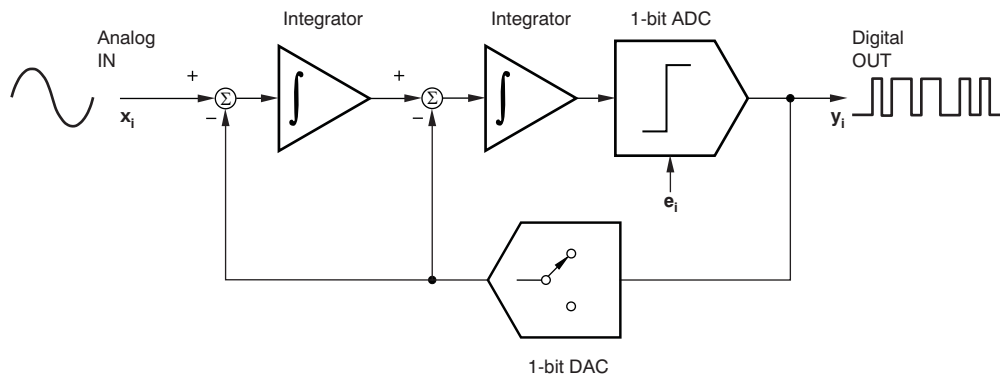 Integrator
Integrator
1-bit ADC
Analog
IN
Digital
OUT
+
Σ
−
∫
+
Σ
−
∫
xᵢ
yᵢ
eᵢ
1-bit DAC